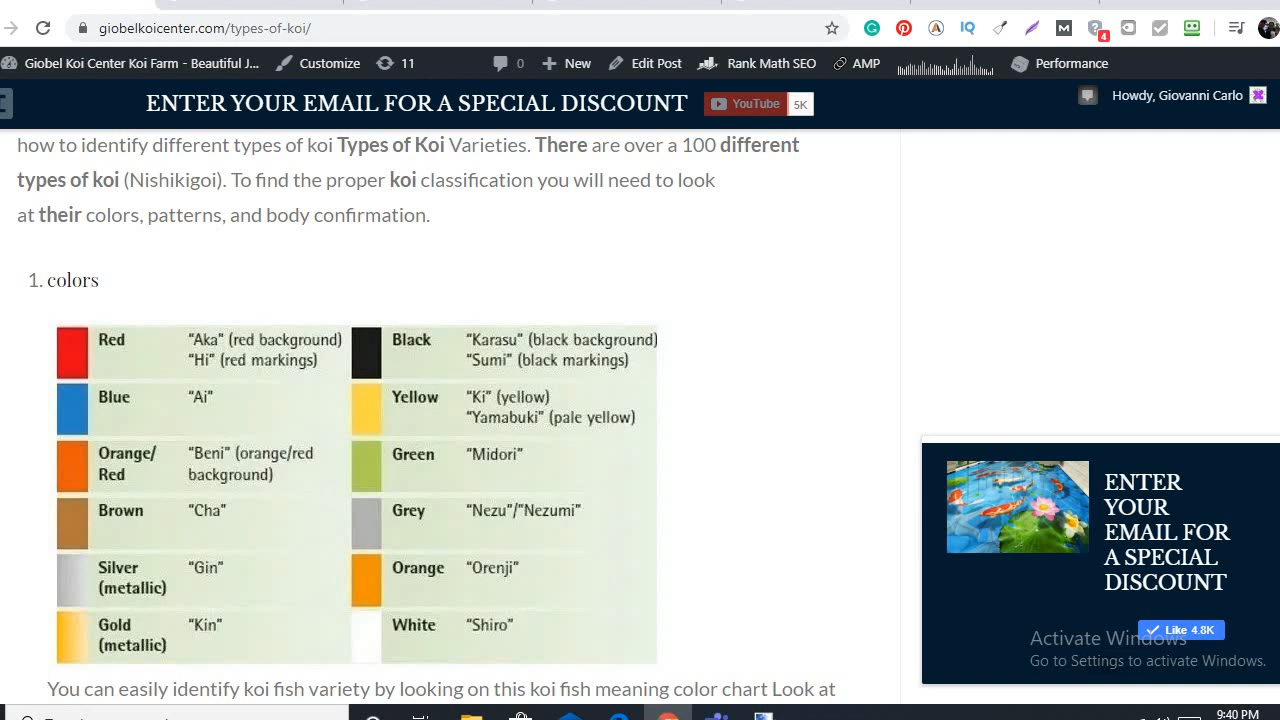 giobelkoicenter.com/types-of-koi/
4
Giobel Koi Center Koi Farm - Beautiful J... Customize 11 0 New Edit Post Rank Math SEO AMP Performance
ENTER YOUR EMAIL FOR A SPECIAL DISCOUNT YouTube 5K Howdy, Giovanni Carlo
how to identify different types of koi Types of Koi Varieties. There are over a 100 different
types of koi (Nishikigoi). To find the proper koi classification you will need to look
at their colors, patterns, and body confirmation.
1. colors
Red “Aka” (red background) Black “Karasu” (black background)
“Hi” (red markings) “Sumi” (black markings)
Blue “Ai” Yellow “Ki” (yellow)
“Yamabuki” (pale yellow)
Orange/ “Beni” (orange/red Green “Midori”
Red background)
Brown “Cha” Grey “Nezu”/“Nezumi”
Silver “Gin” Orange “Orenji”
(metallic)
Gold “Kin” White “Shiro”
(metallic)
You can easily identify koi fish variety by looking on this koi fish meaning color chart Look at
ENTER
YOUR
EMAIL FOR
A SPECIAL
DISCOUNT
Like 4.8K
Activate Windows
Go to Settings to activate Windows.
9:40 PM